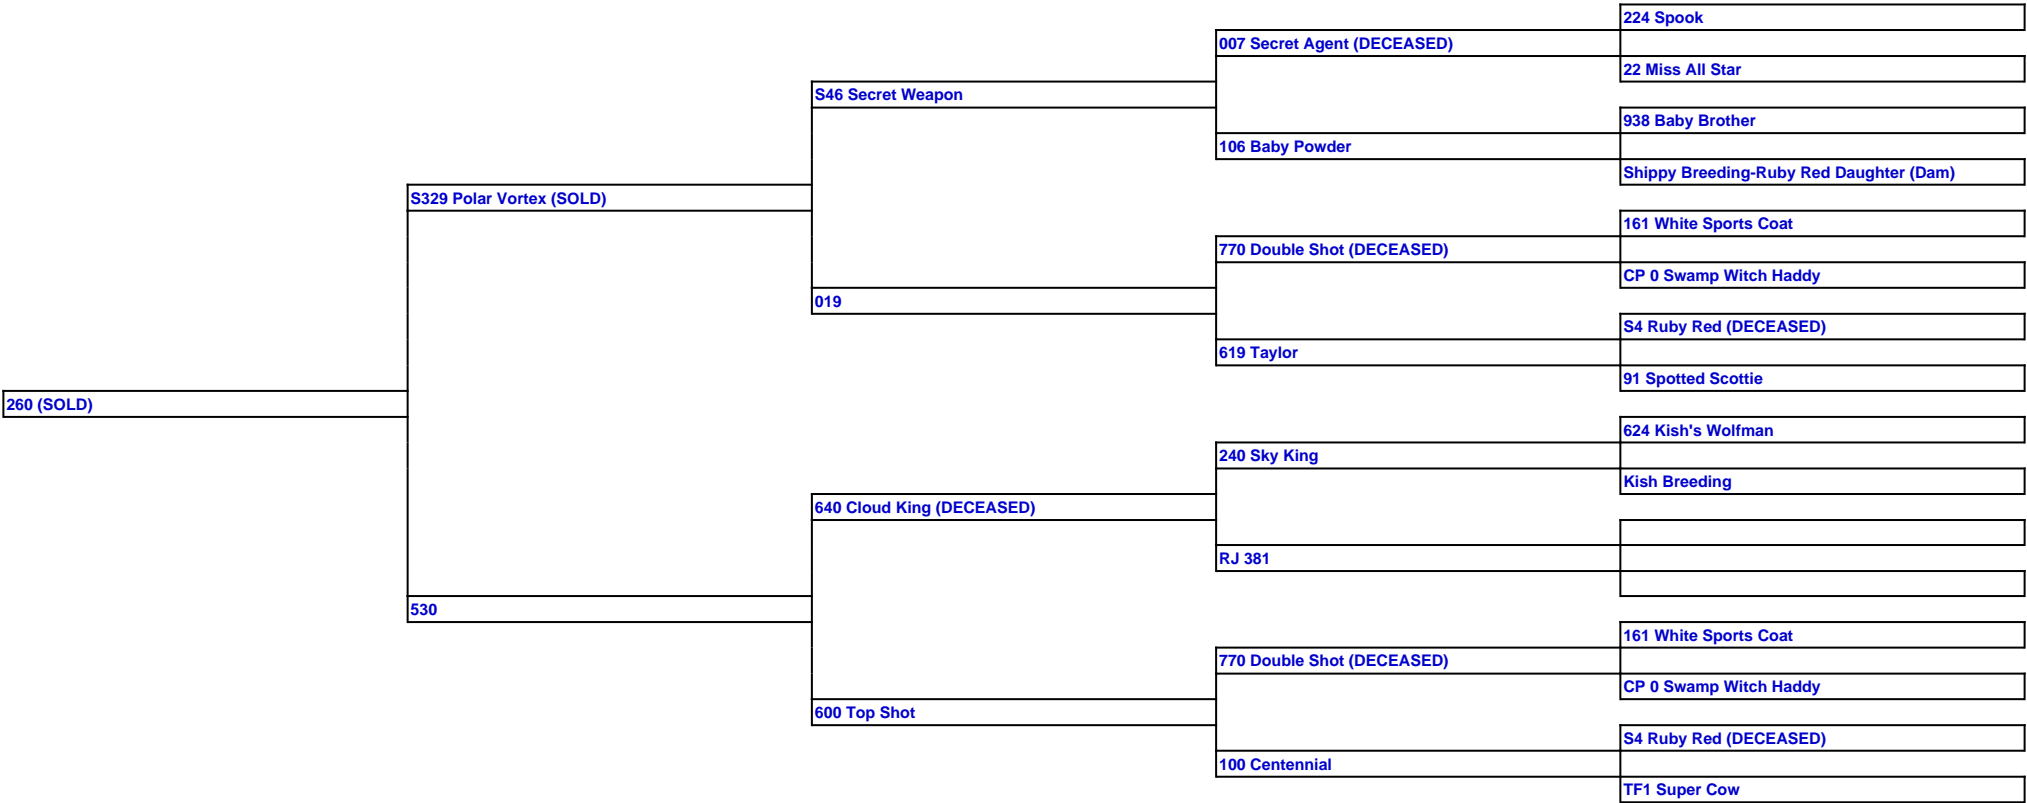 224 Spook
007 Secret Agent (DECEASED)
22 Miss All Star
S46 Secret Weapon
938 Baby Brother
106 Baby Powder
Shippy Breeding-Ruby Red Daughter (Dam)
S329 Polar Vortex (SOLD)
161 White Sports Coat
770 Double Shot (DECEASED)
CP 0 Swamp Witch Haddy
019
S4 Ruby Red (DECEASED)
619 Taylor
91 Spotted Scottie
260 (SOLD)
624 Kish's Wolfman
240 Sky King
Kish Breeding
640 Cloud King (DECEASED)
RJ 381
530
161 White Sports Coat
770 Double Shot (DECEASED)
CP 0 Swamp Witch Haddy
600 Top Shot
S4 Ruby Red (DECEASED)
100 Centennial
TF1 Super Cow